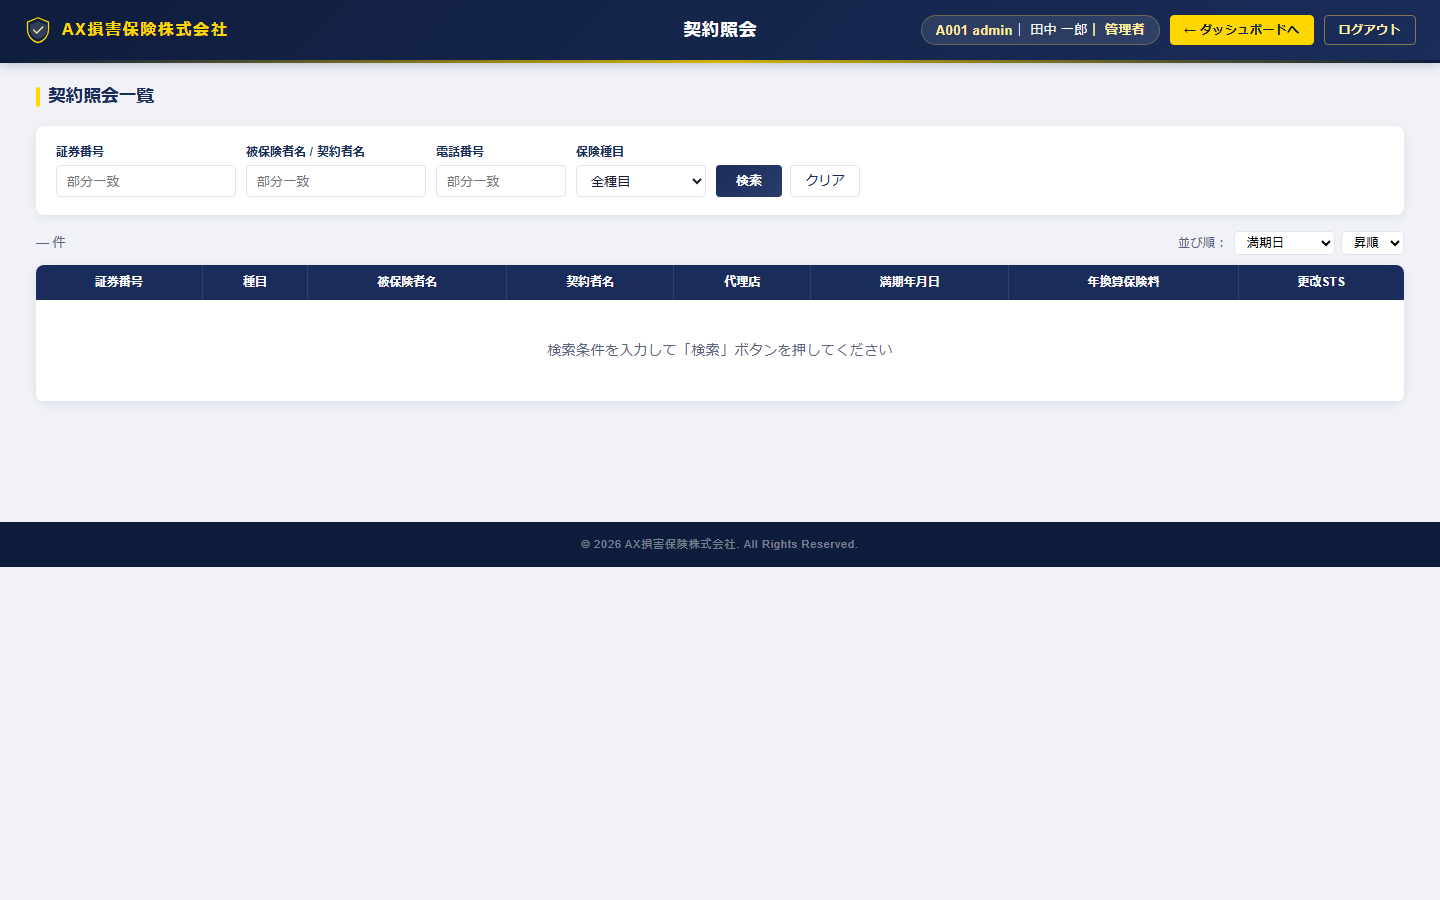 AX損害保険株式会社
契約照会
A001 admin | 田中 一郎 | 管理者
← ダッシュボードへ
ログアウト
契約照会一覧
証券番号 被保険者名 / 契約者名 電話番号 保険種目
部分一致 部分一致 部分一致 全種目 検索 クリア
— 件
並び順： 満期日 昇順
証券番号 種目 被保険者名 契約者名 代理店 満期年月日 年換算保険料 更改STS
検索条件を入力して「検索」ボタンを押してください
© 2026 AX損害保険株式会社. All Rights Reserved.